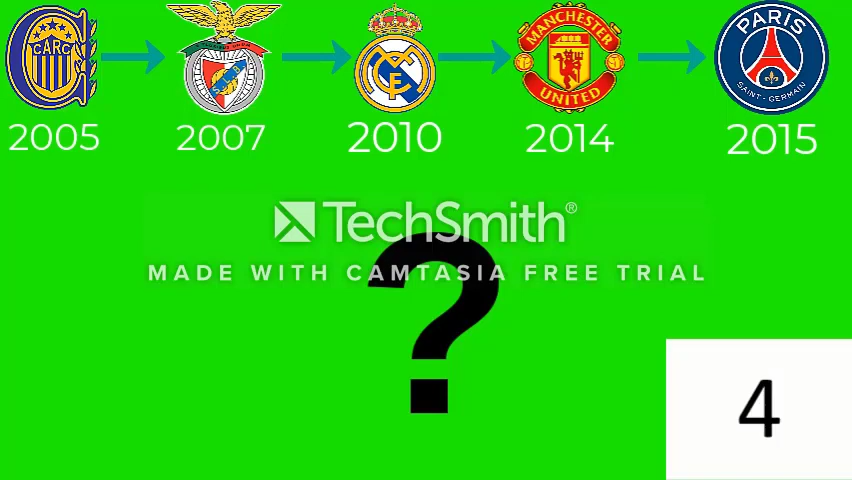 CARC
PARIS
SAINT-GERMAIN
MANCHESTER
UNITED
2005
2007
2010
2014
2015
TechSmith®
MADE WITH CAMTASIA FREE TRIAL
?
4